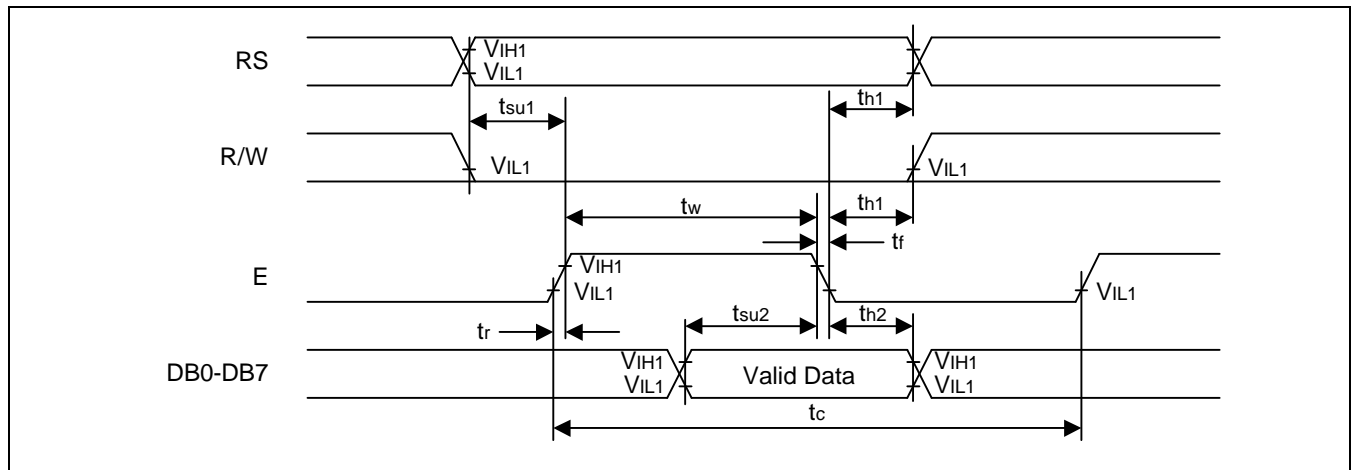 RS
VIH1
VIL1
tsu1
th1
R/W
VIL1
VIL1
tw
th1
tf
E
VIH1
VIL1
VIL1
tr
tsu2
th2
DB0-DB7
VIH1
VIL1
Valid Data
VIH1
VIL1
tc